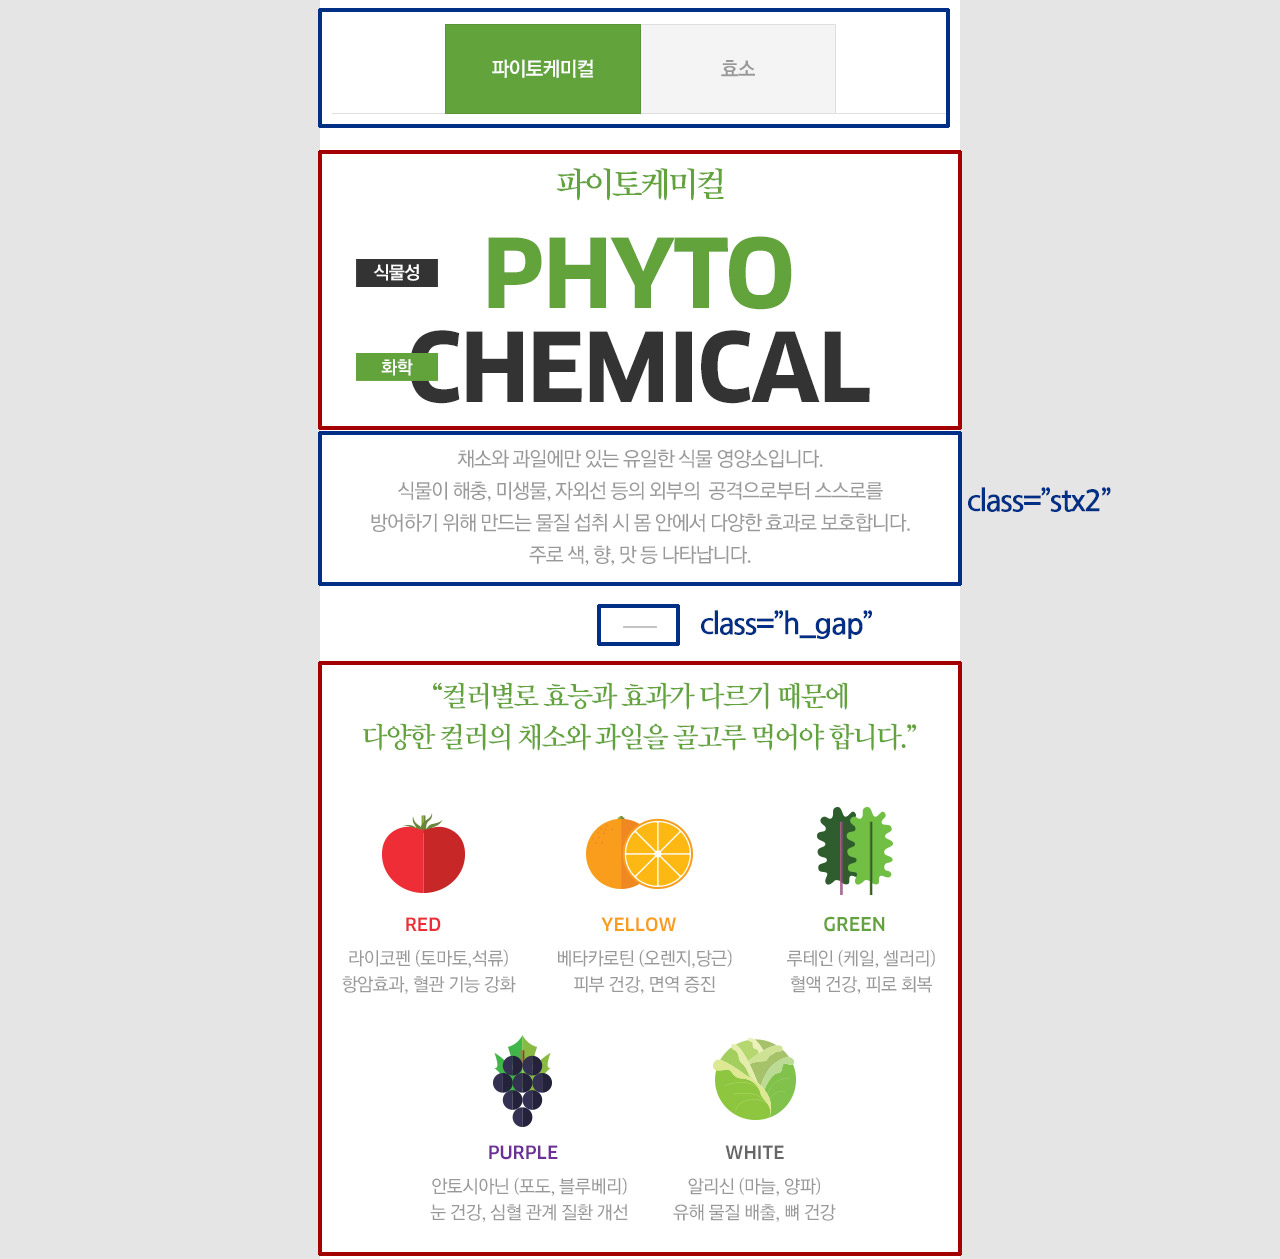 파이토케미컬
효소
파이토케미컬
식물성
PHYTO
화학
CHEMICAL
채소와 과일에만 있는 유일한 식물 영양소입니다.
식물이 해충, 미생물, 자외선 등의 외부의 공격으로부터 스스로를
방어하기 위해 만드는 물질 섭취 시 몸 안에서 다양한 효과로 보호합니다.
주로 색, 향, 맛 등 나타납니다.
class=”stx2”
class=”h_gap”
“컬러별로 효능과 효과가 다르기 때문에
다양한 컬러의 채소와 과일을 골고루 먹어야 합니다.”
RED
라이코펜 (토마토,석류)
항암효과, 혈관 기능 강화
YELLOW
베타카로틴 (오렌지,당근)
피부 건강, 면역 증진
GREEN
루테인 (케일, 셀러리)
혈액 건강, 피로 회복
PURPLE
안토시아닌 (포도, 블루베리)
눈 건강, 심혈 관계 질환 개선
WHITE
알리신 (마늘, 양파)
유해 물질 배출, 뼈 건강